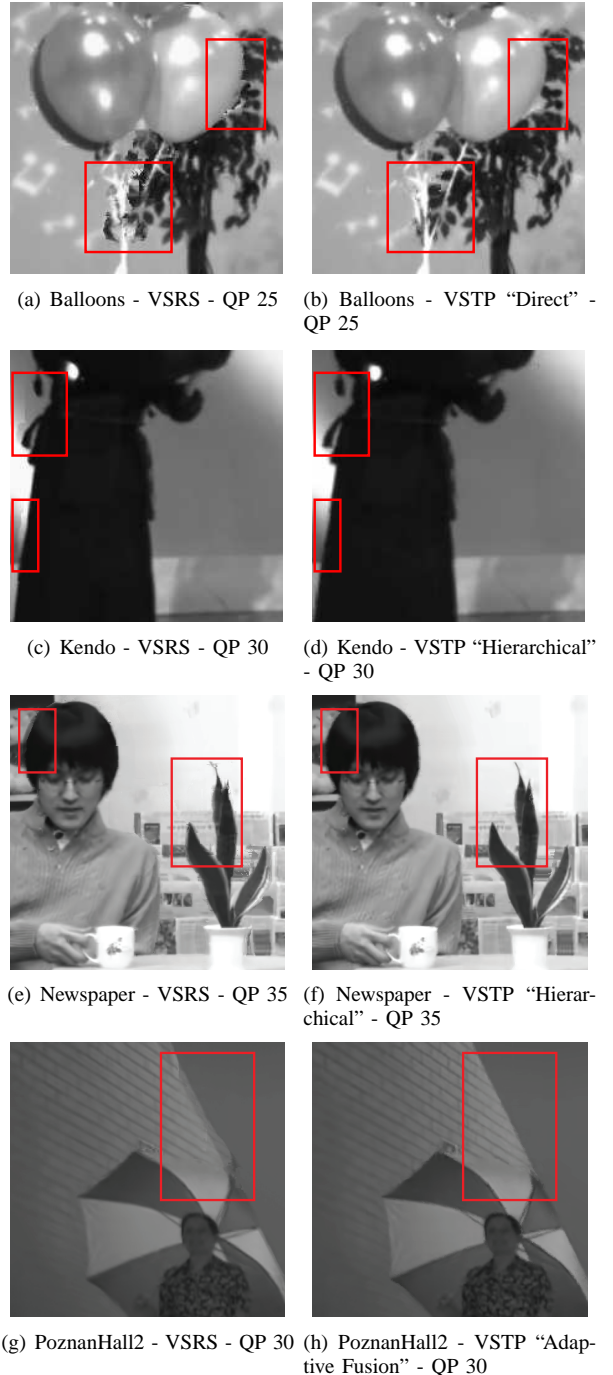 (a) Balloons - VSRS - QP 25
(b) Balloons - VSTP “Direct” -
QP 25
(c) Kendo - VSRS - QP 30
(d) Kendo - VSTP “Hierarchical”
- QP 30
(e) Newspaper - VSRS - QP 35
(f) Newspaper - VSTP “Hierar-
chical” - QP 35
(g) PoznanHall2 - VSRS - QP 30
(h) PoznanHall2 - VSTP “Adap-
tive Fusion” - QP 30